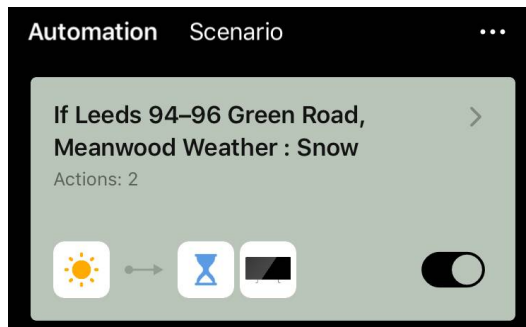 Automation Scenario
If Leeds 94–96 Green Road,
Meanwood Weather : Snow
Actions: 2